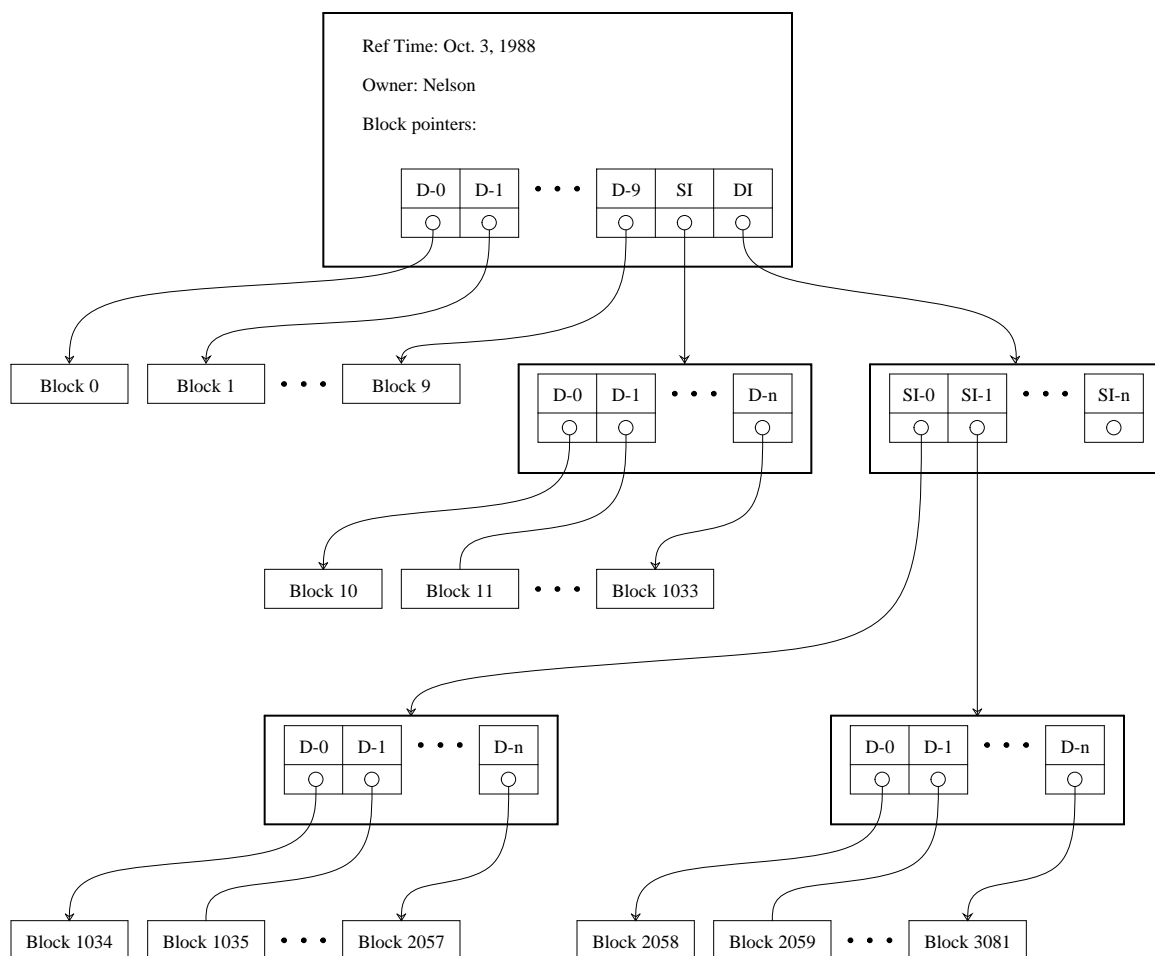 Ref Time: Oct. 3, 1988
Owner: Nelson
Block pointers:
D-0 D-1 • • • D-9 SI DI
Block 0 Block 1 • • • Block 9
D-0 D-1 • • • D-n
SI-0 SI-1 • • • SI-n
Block 10 Block 11 • • • Block 1033
D-0 D-1 • • • D-n
D-0 D-1 • • • D-n
Block 1034 Block 1035 • • • Block 2057
Block 2058 Block 2059 • • • Block 3081